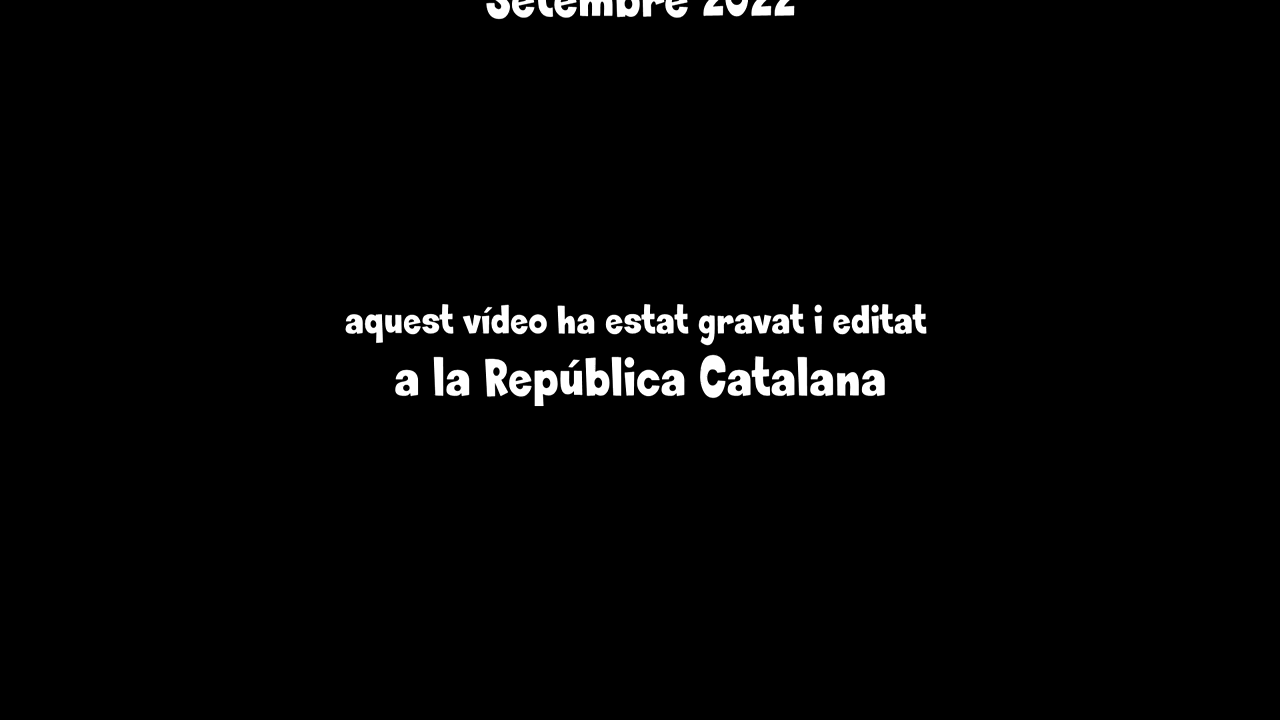 Setembre 2022
aquest vídeo ha estat gravat i editat
a la República Catalana